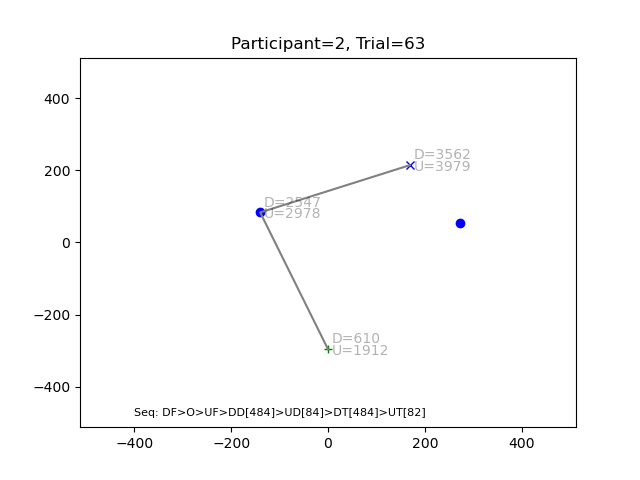 Participant=2, Trial=63
400
200
0
−200
−400
D=3562
U=3979
D=2547
U=2978
D=610
U=1912
Seq: DF>O>UF>DD[484]>UD[84]>DT[484]>UT[82]
−400 −200 0 200 400